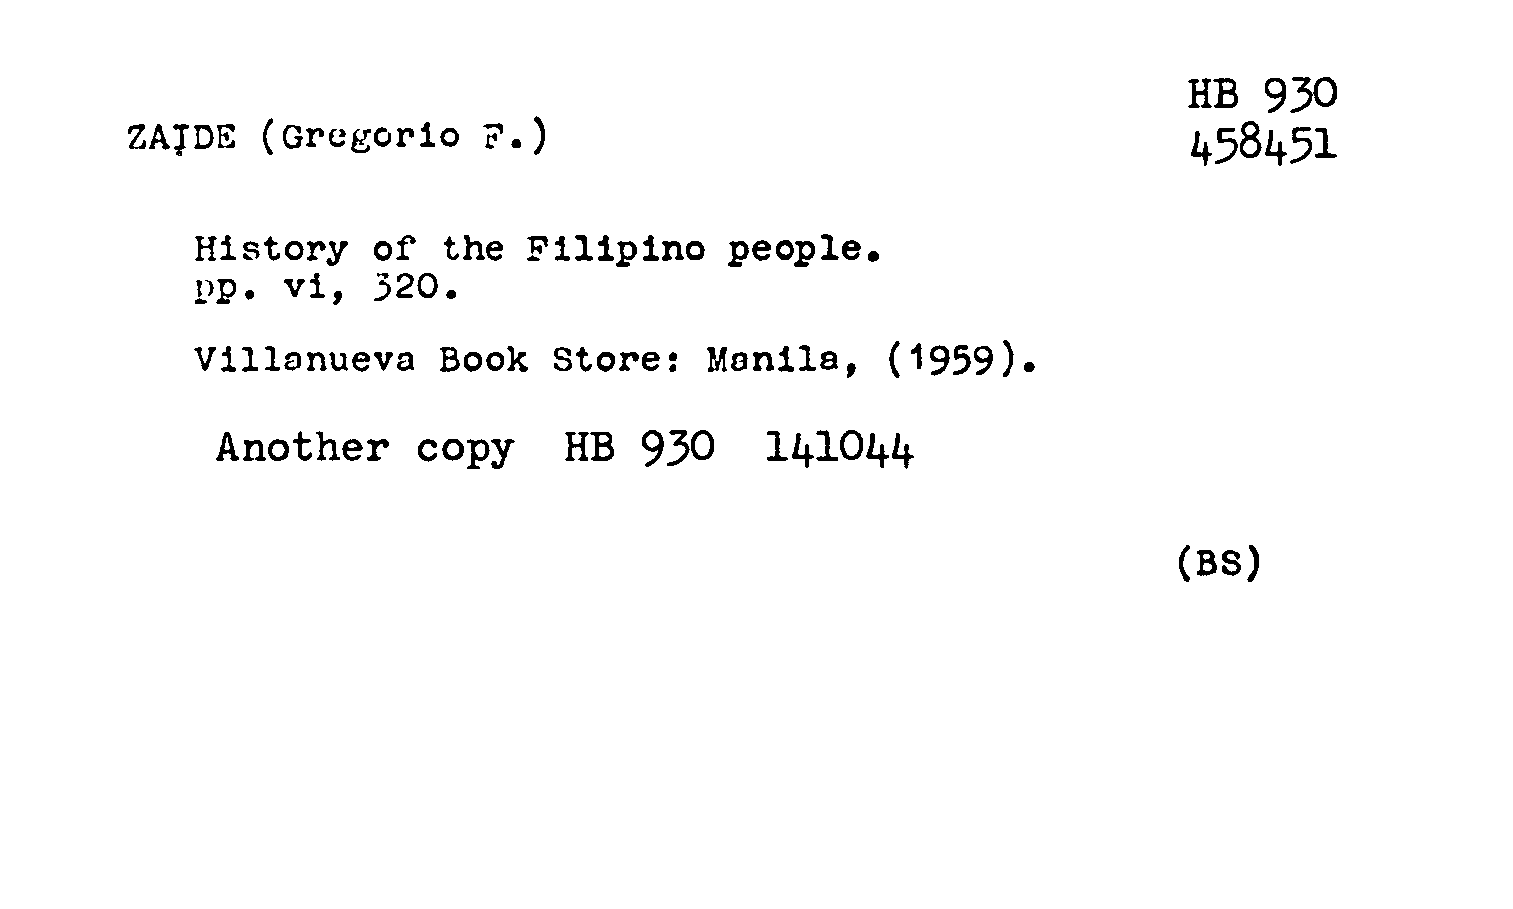 HB 930
ZAIDE (Gregorio F.)
458451
History of the Filipino people.
pp. vi, 320.
Villanueva Book Store: Manila, (1959).
Another copy HB 930 141044
(BS)